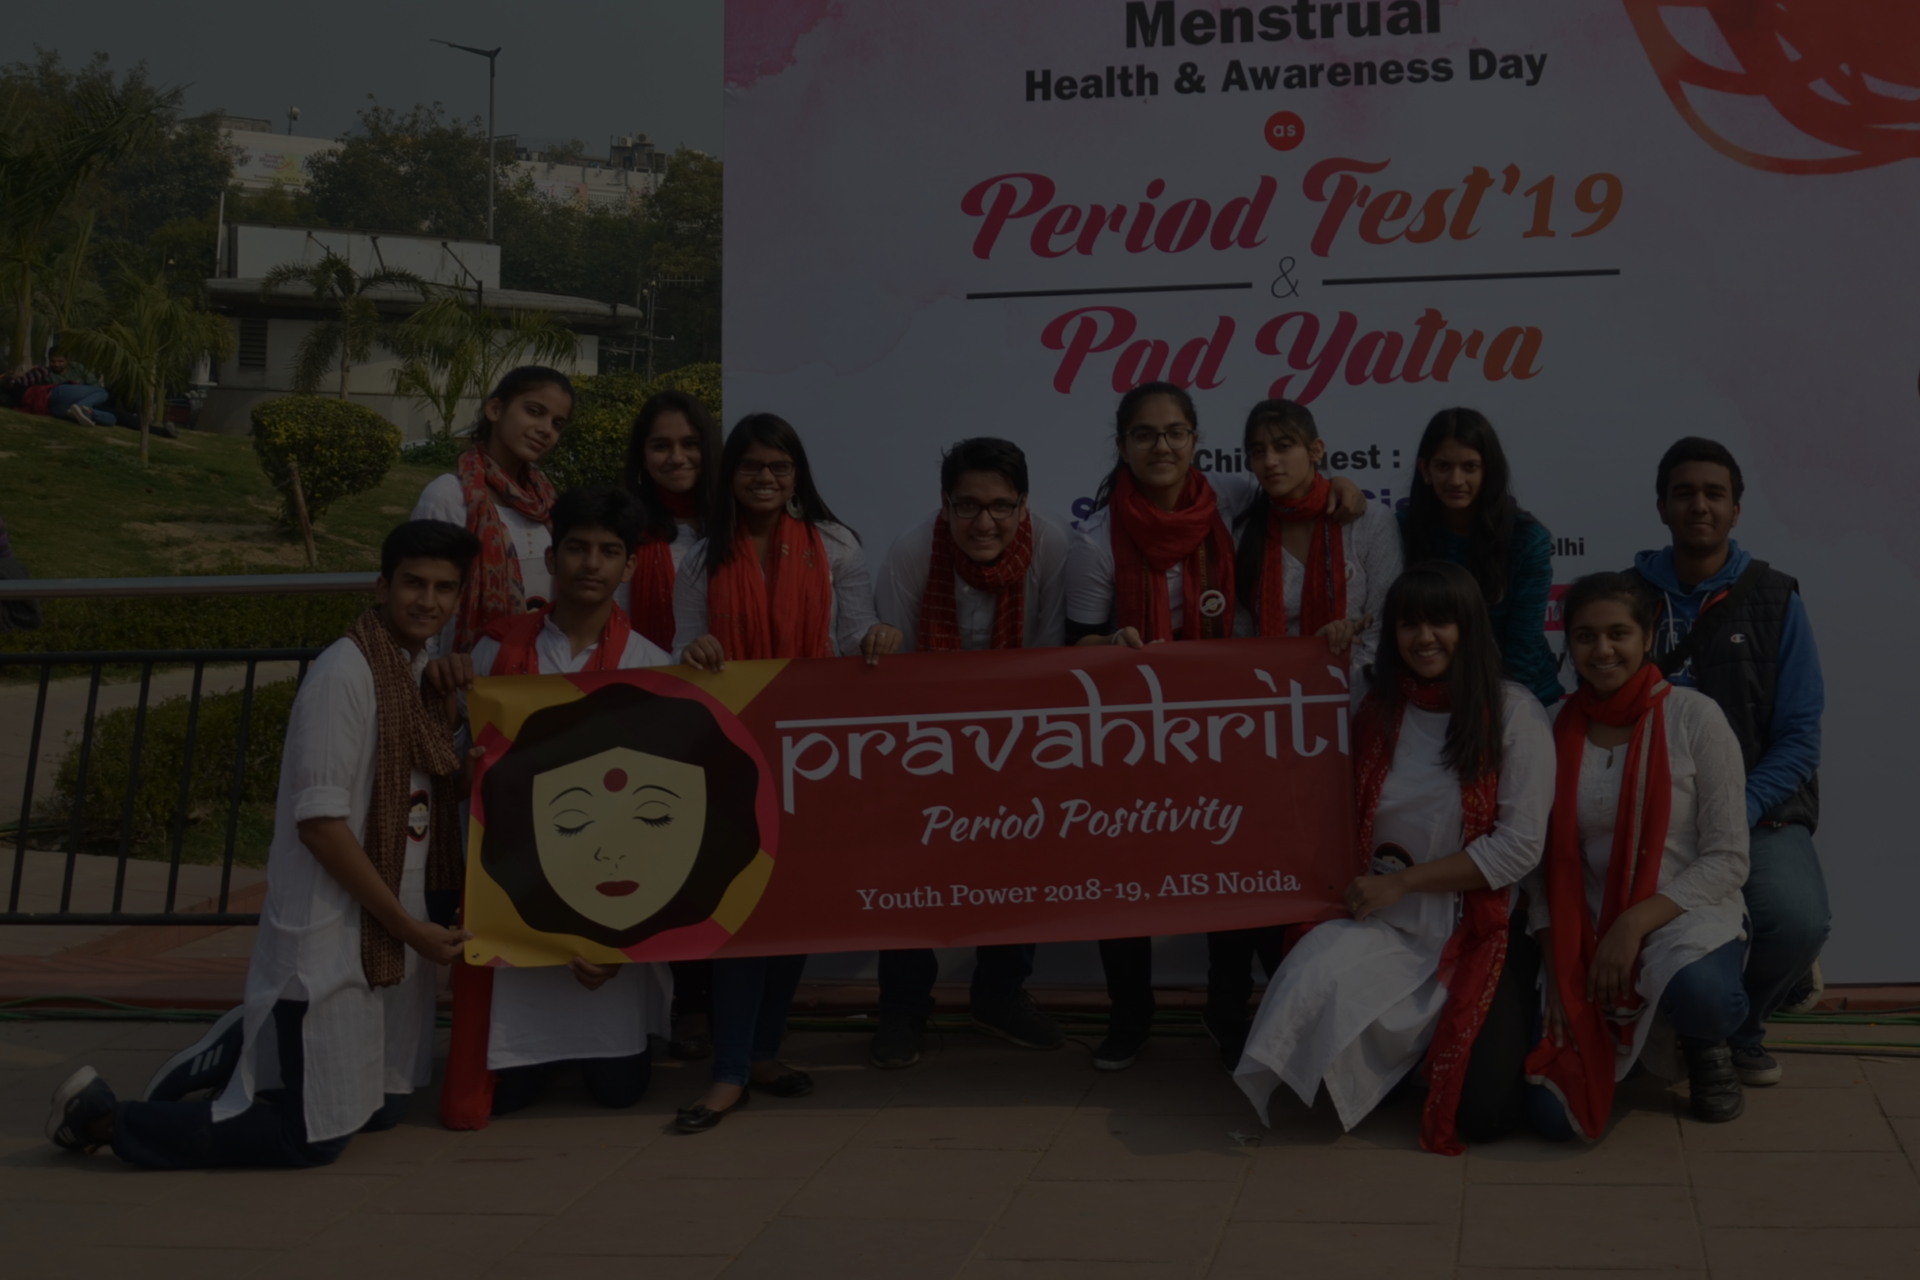 Menstrual
Health & Awareness Day
as
Period Fest'19
&
Pad Yatra
elhi
pravahkriti
Period Positivity
Youth Power 2018-19, AIS Noida